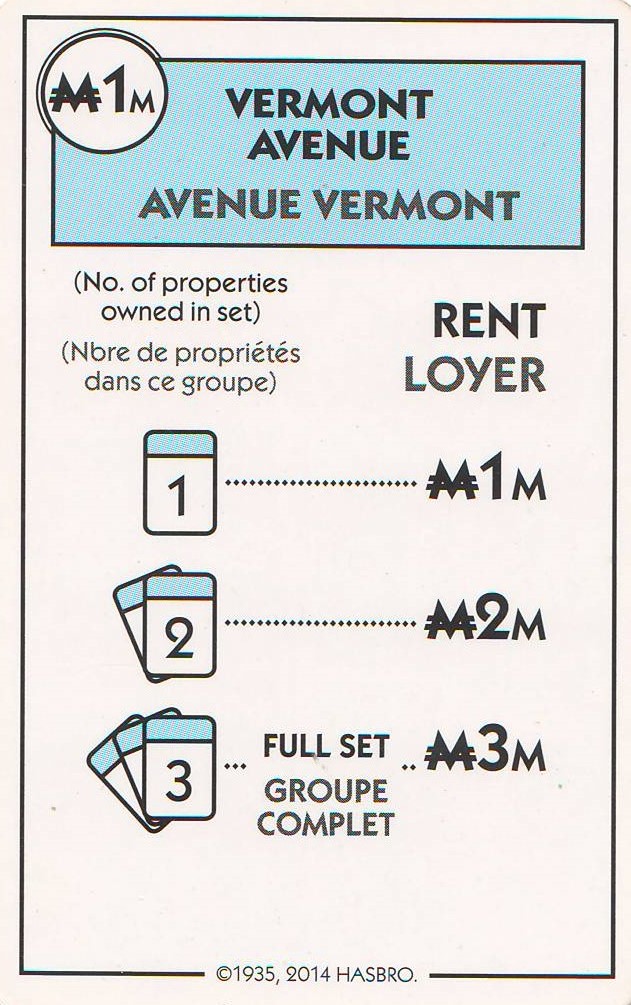 ₩1M
VERMONT
AVENUE
AVENUE VERMONT
(No. of properties
owned in set)
(Nbre de propriétés
dans ce groupe)
RENT
LOYER
1 ₩1M
2 ₩2M
3 ... FULL SET .. ₩3M
GROUPE
COMPLET
©1935, 2014 HASBRO.